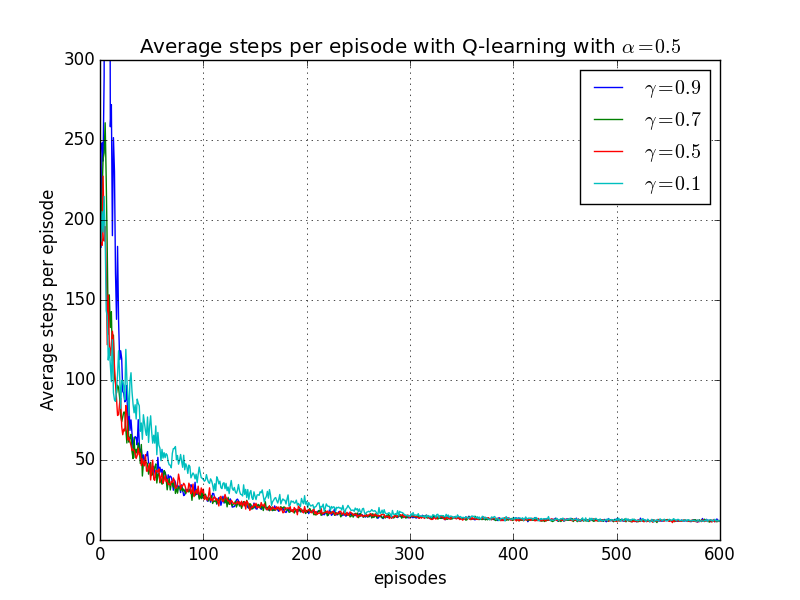 Average steps per episode with Q-learning with α=0.5
300
250
200
150
100
50
0
Average steps per episode
γ=0.9
γ=0.7
γ=0.5
γ=0.1
0 100 200 300 400 500 600
episodes